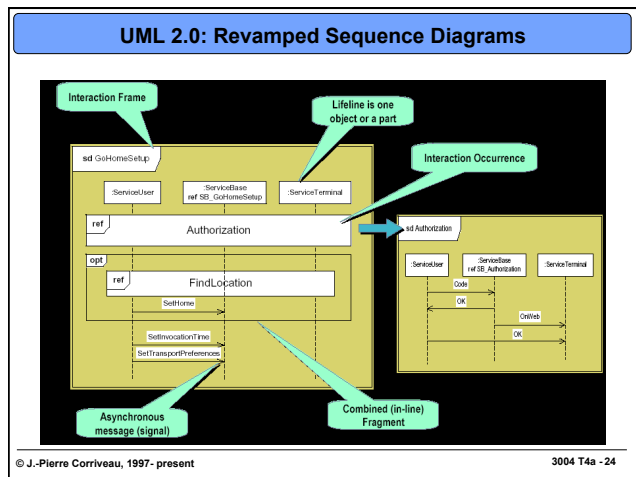 UML 2.0: Revamped Sequence Diagrams
Interaction Frame
Lifeline is one
object or a part
Interaction Occurrence
sd GoHomeSetup
:ServiceUser
:ServiceBase
ref SB_GoHomeSetup
:ServiceTerminal
ref
Authorization
opt
ref
FindLocation
SetHome
SetInvocationTime
SetTransportPreferences
sd Authorization
:ServiceUser
:ServiceBase
ref SB_Authorization
:ServiceTerminal
Code
OK
OnWeb
OK
Asynchronous
message (signal)
Combined (in-line)
Fragment
© J.-Pierre Corriveau, 1997- present
3004 T4a - 24